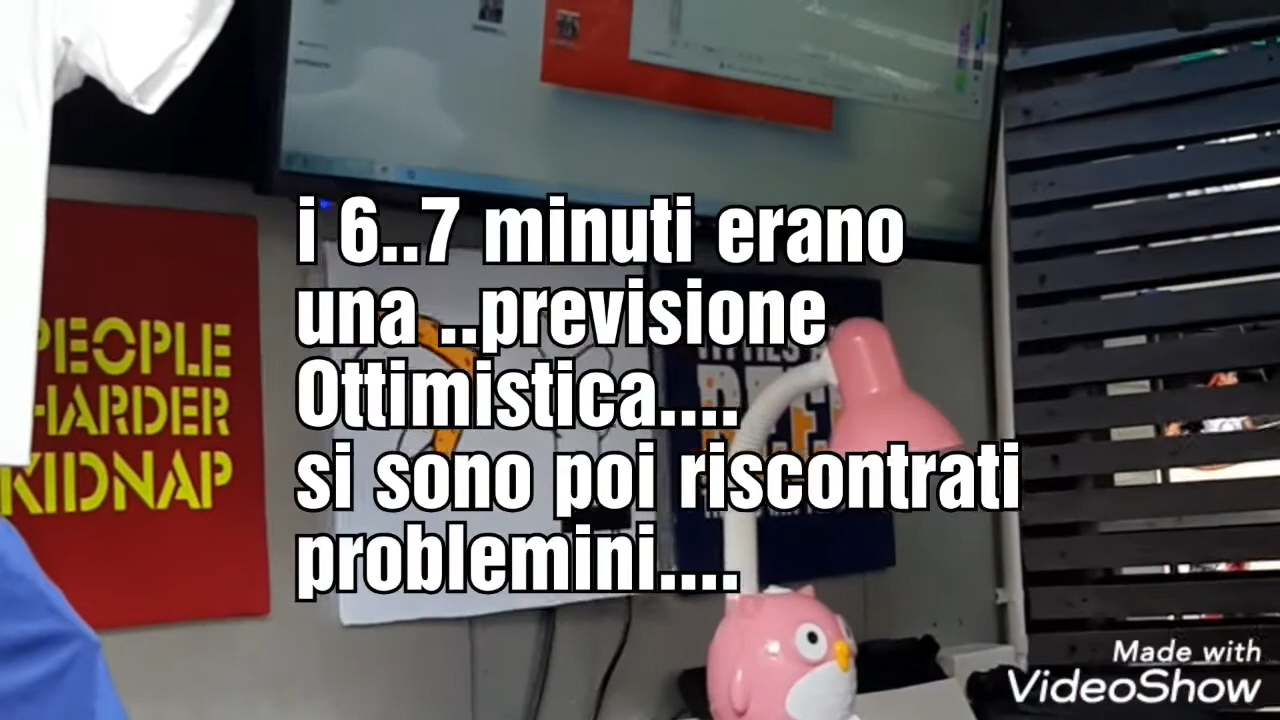 i 6..7 minuti erano
una ..previsione
Ottimistica....
si sono poi riscontrati
problemini....
PEOPLE
HARDER
KIDNAP
Made with
VideoShow